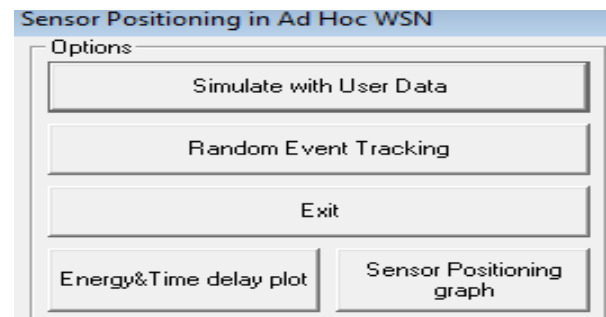 Sensor Positioning in Ad Hoc WSN
Options
Simulate with User Data
Random Event Tracking
Exit
Energy&Time delay plot
Sensor Positioning
graph